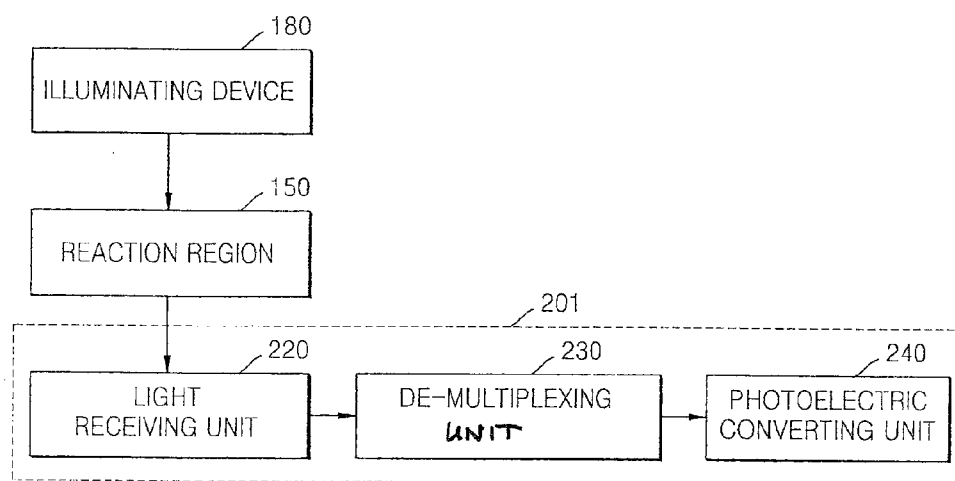 180
ILLUMINATING DEVICE
150
REACTION REGION
201
220
LIGHT
RECEIVING UNIT
230
DE-MULTIPLEXING
UNIT
240
PHOTOELECTRIC
CONVERTING UNIT